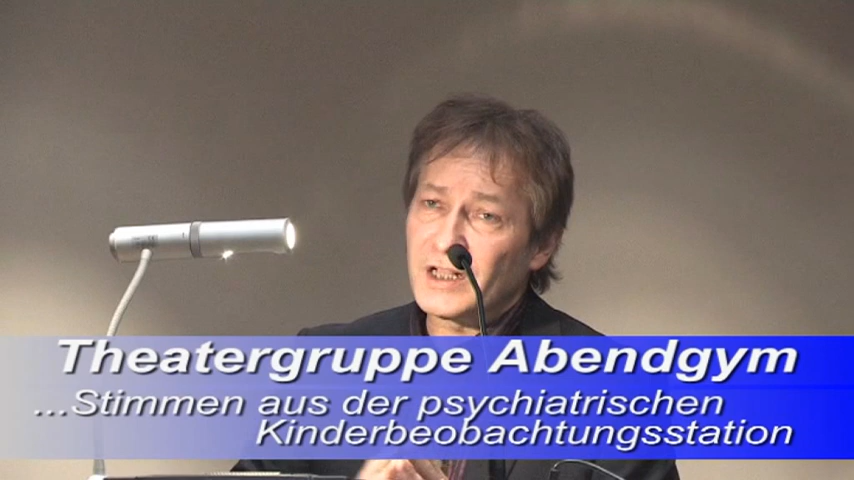 Theatergruppe Abendgym
...Stimmen aus der psychiatrischen
Kinderbeobachtungsstation